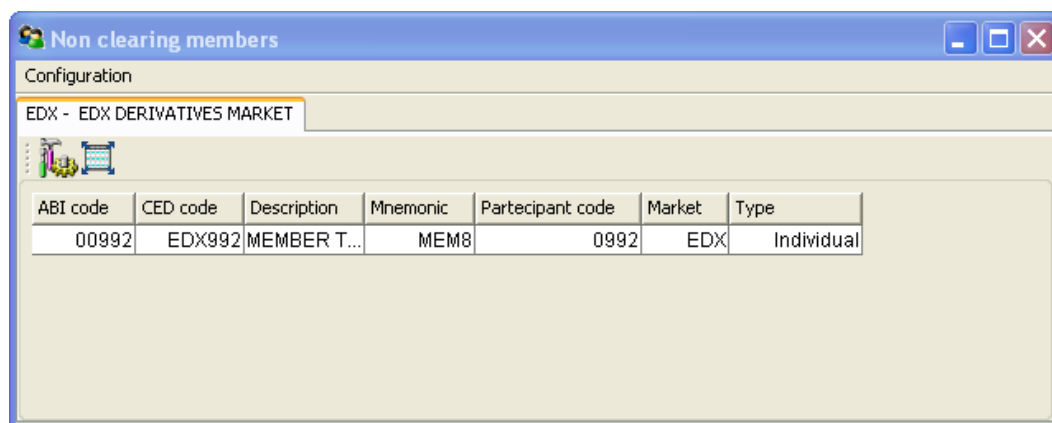 Non clearing members
Configuration
EDX - EDX DERIVATIVES MARKET
ABI code CED code Description Mnemonic Partecipant code Market Type
00992 EDX992 MEMBER T... MEM8 0992 EDX Individual